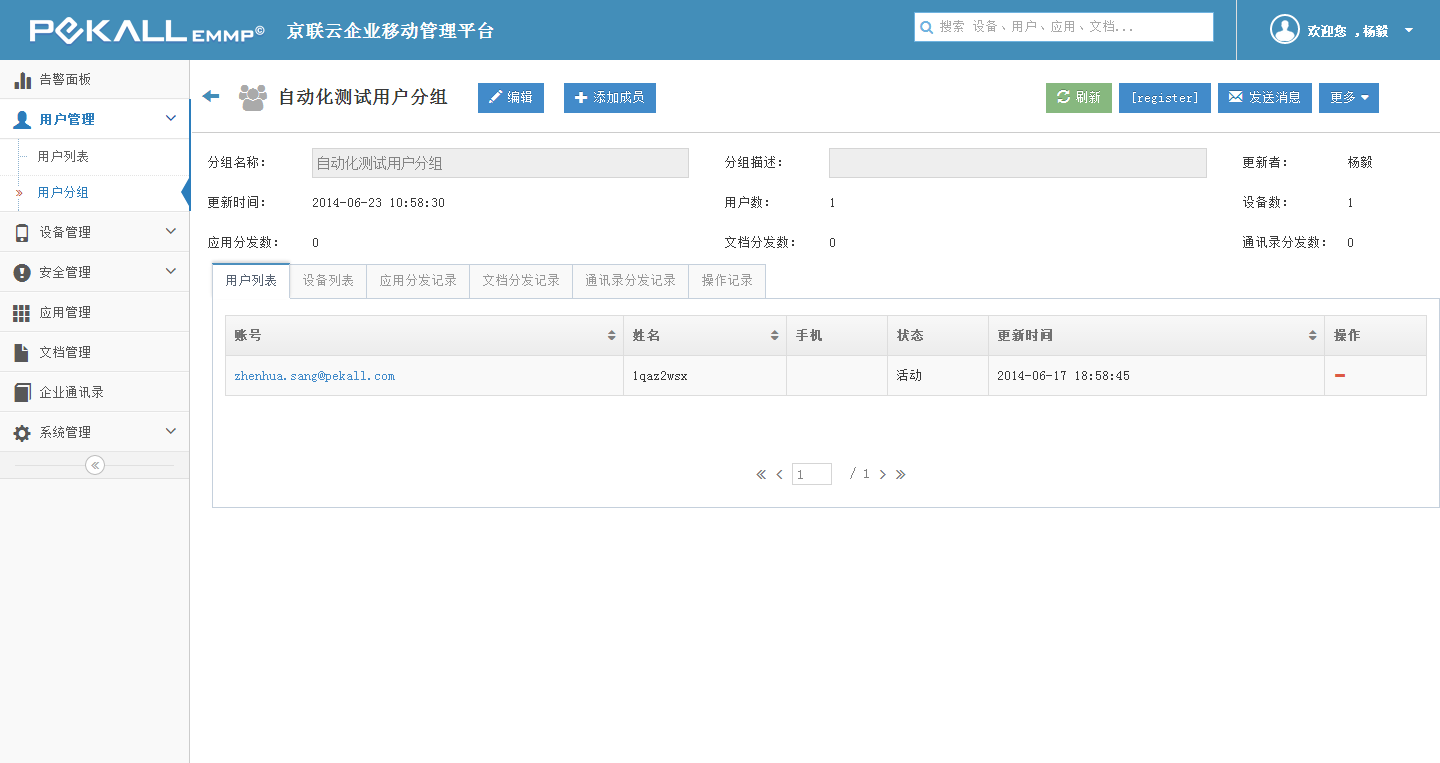 PEKALL EMMP© 京联云企业移动管理平台
搜索 设备、用户、应用、文档...
欢迎您 ，杨毅
告警面板
用户管理
用户列表
用户分组
设备管理
安全管理
应用管理
文档管理
企业通讯录
系统管理
自动化测试用户分组 编辑 添加成员 刷新 [register] 发送消息 更多
分组名称： 自动化测试用户分组 分组描述： 更新者： 杨毅
更新时间： 2014-06-23 10:58:30 用户数： 1 设备数： 1
应用分发数： 0 文档分发数： 0 通讯录分发数： 0
用户列表 设备列表 应用分发记录 文档分发记录 通讯录分发记录 操作记录
账号 姓名 手机 状态 更新时间 操作
zhenhua.sang@pekall.com 1qaz2wsx 活动 2014-06-17 18:58:45
« < 1 / 1 > »